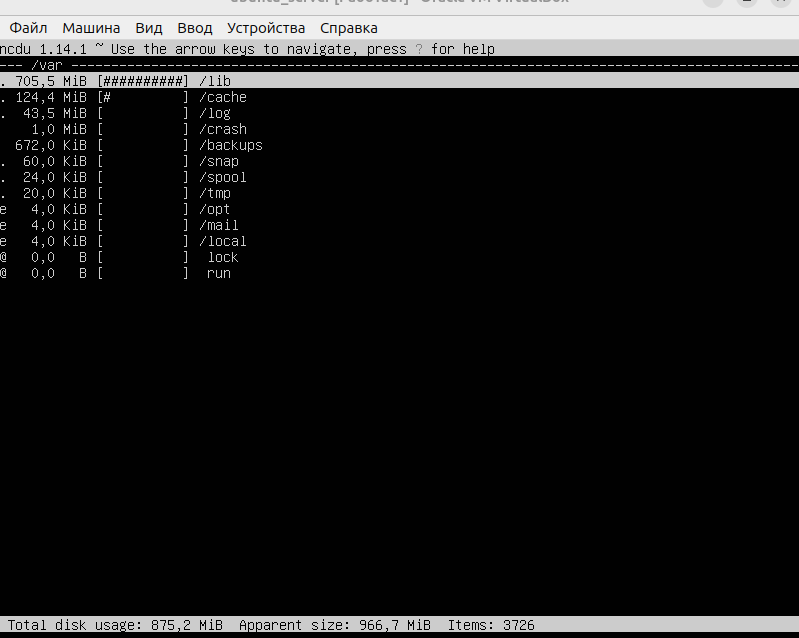 Файл Машина Вид Ввод Устройства Справка
ncdu 1.14.1 ~ Use the arrow keys to navigate, press ? for help
--- /var ----------------------------------------------------------------------------------------
. 705,5 MiB [##########] /lib
. 124,4 MiB [#         ] /cache
.  43,5 MiB [          ] /log
    1,0 MiB [          ] /crash
  672,0 KiB [          ] /backups
.  60,0 KiB [          ] /snap
.  24,0 KiB [          ] /spool
.  20,0 KiB [          ] /tmp
e   4,0 KiB [          ] /opt
e   4,0 KiB [          ] /mail
e   4,0 KiB [          ] /local
@   0,0   B [          ]  lock
@   0,0   B [          ]  run
Total disk usage: 875,2 MiB  Apparent size: 966,7 MiB  Items: 3726